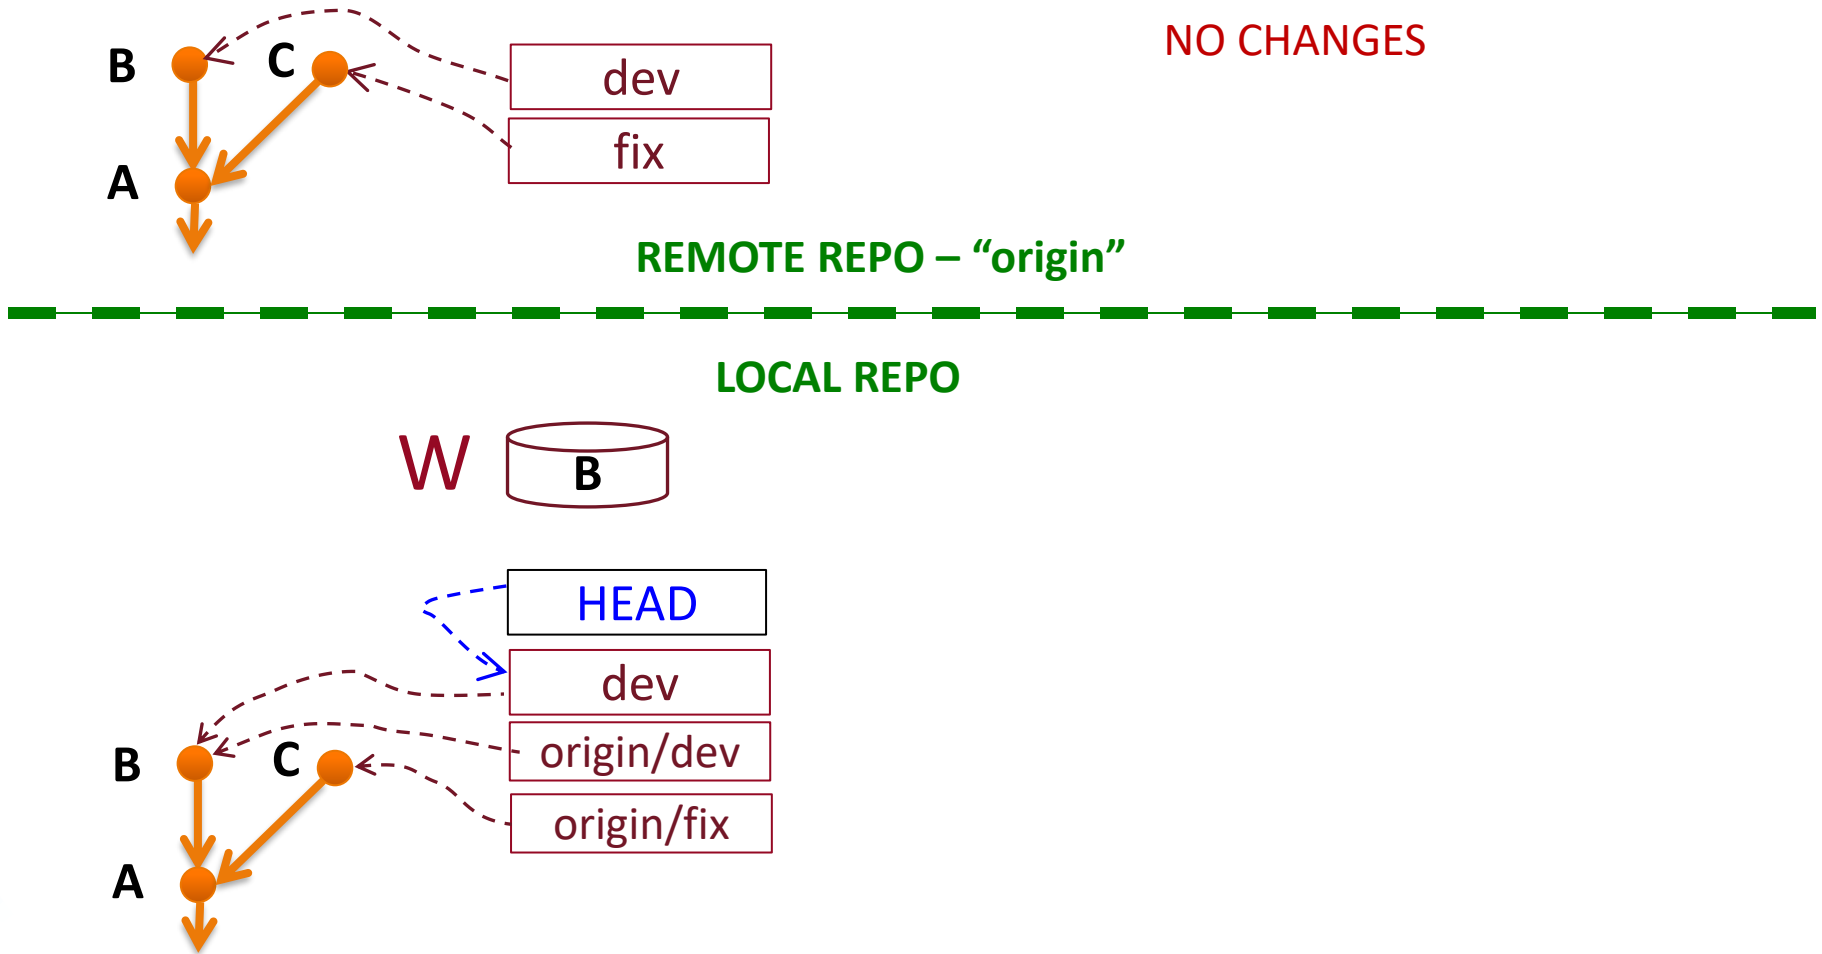 NO CHANGES
B
C
dev
fix
A
REMOTE REPO – “origin”
LOCAL REPO
W
B
HEAD
dev
origin/dev
B
C
origin/fix
A